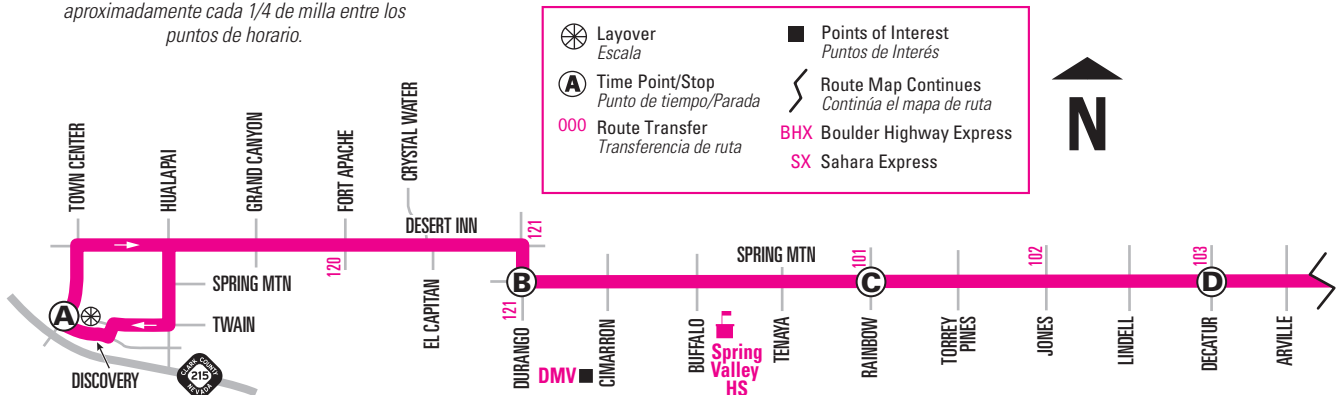 aproximadamente cada 1/4 de milla entre los
puntos de horario.
Layover
Escala
A Time Point/Stop
Punto de tiempo/Parada
000 Route Transfer
Transferencia de ruta
Points of Interest
Puntos de Interés
Route Map Continues
Continúa el mapa de ruta
BHX Boulder Highway Express
SX Sahara Express
N
TOWN CENTER
HUALAPAI
GRAND CANYON
FORT APACHE
CRYSTAL WATER
DESERT INN
121
120
SPRING MTN
101
102
103
SPRING MTN
A
B
C
D
TWAIN
121
DISCOVERY
CLARK COUNTY
215
NEVADA
EL CAPITAN
DURANGO
DMV
CIMARRON
BUFFALO
Spring
Valley
HS
TENAYA
RAINBOW
TORREY
PINES
JONES
LINDELL
DECATUR
ARVILLE